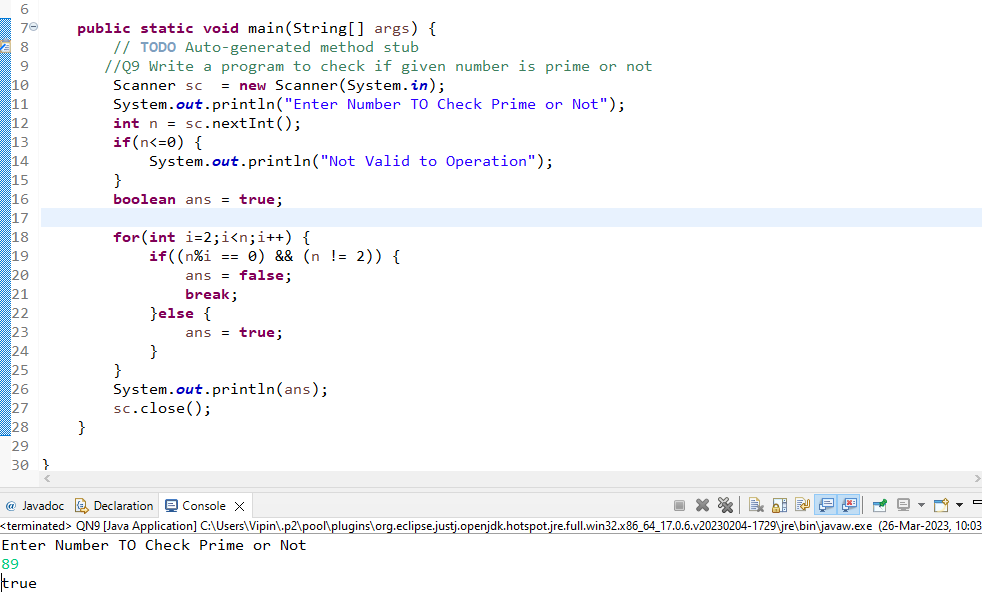 6
7 public static void main(String[] args) {
8 // TODO Auto-generated method stub
9 //Q9 Write a program to check if given number is prime or not
10 Scanner sc  = new Scanner(System.in);
11 System.out.println("Enter Number TO Check Prime or Not");
12 int n = sc.nextInt();
13 if(n<=0) {
14 System.out.println("Not Valid to Operation");
15 }
16 boolean ans = true;
17
18 for(int i=2;i<n;i++) {
19 if((n%i == 0) && (n != 2)) {
20 ans = false;
21 break;
22 }else {
23 ans = true;
24 }
25 }
26 System.out.println(ans);
27 sc.close();
28 }
29
30 }
@ Javadoc Declaration Console
<terminated> QN9 [Java Application] C:\Users\Vipin\.p2\pool\plugins\org.eclipse.justj.openjdk.hotspot.jre.full.win32.x86_64_17.0.6.v20230204-1729\jre\bin\javaw.exe (26-Mar-2023, 10:03
Enter Number TO Check Prime or Not
89
true